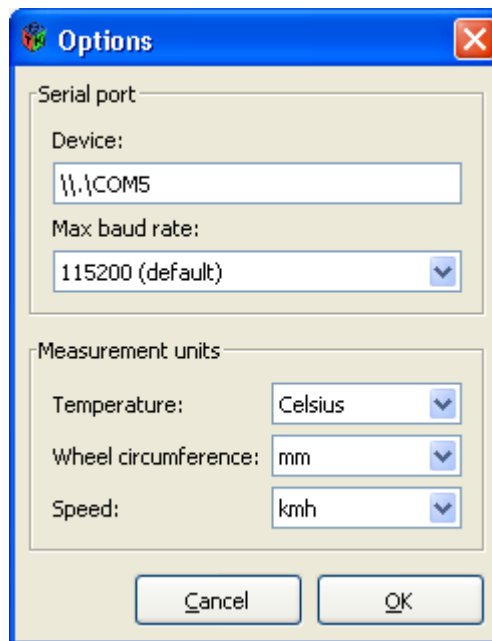 Options
Serial port
Device:
\\.\COM5
Max baud rate:
115200 (default)
Measurement units
Temperature: Celsius
Wheel circumference: mm
Speed: kmh
Cancel OK